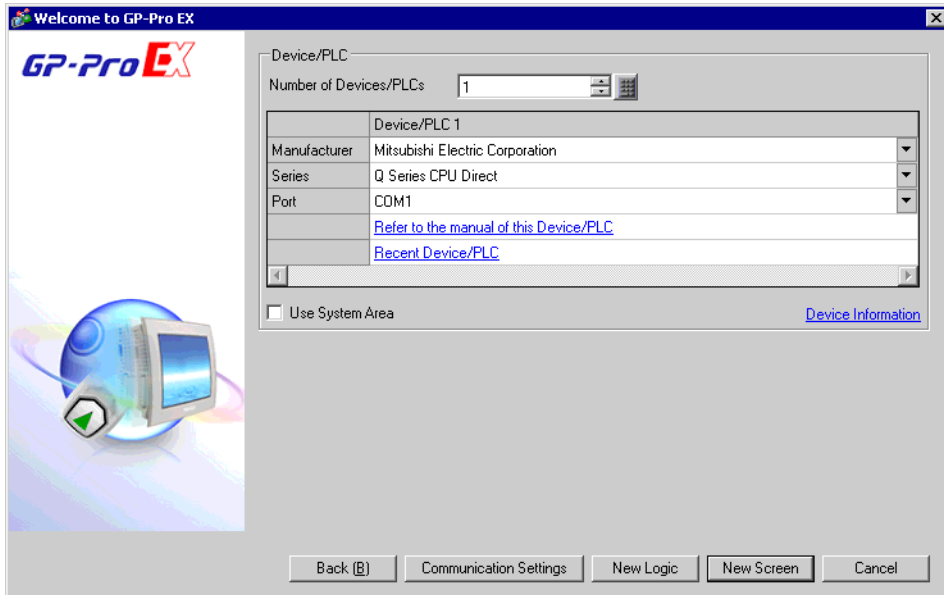 Welcome to GP-Pro EX
GP-Pro EX
Device/PLC
Number of Devices/PLCs 1
Device/PLC 1
Manufacturer Mitsubishi Electric Corporation
Series Q Series CPU Direct
Port COM1
Refer to the manual of this Device/PLC
Recent Device/PLC
Use System Area Device Information
Back (B) Communication Settings New Logic New Screen Cancel